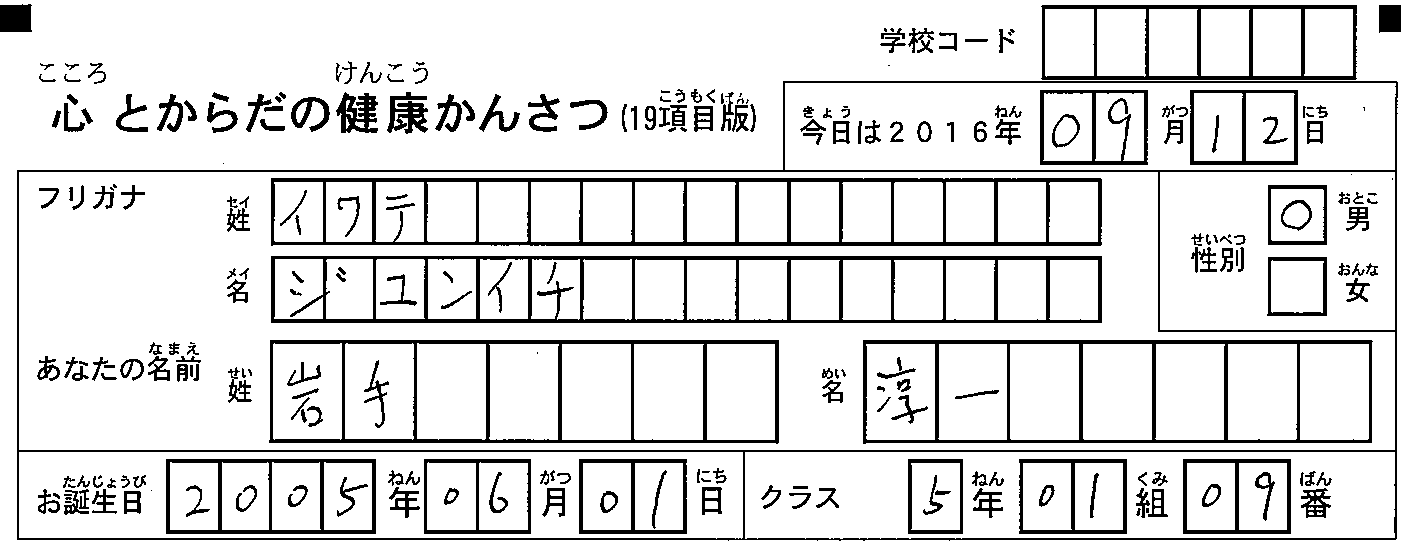 学校コード
こころ けんこう
心とからだの健康かんさつ(19項目版)
こうもくばん
きょう ねん がつ にち
今日は2016年 09月12日
フリガナ セイ 姓 イワテ
おとこ
○ 男
せいべつ
性別
メイ 名 ジュンイチ
おんな
女
なまえ
あなたの名前 せい 姓 岩手 めい 名 淳一
たんじょうび ねん がつ にち ねん くみ ばん
お誕生日 2005年06月01日 クラス 5年01組09番